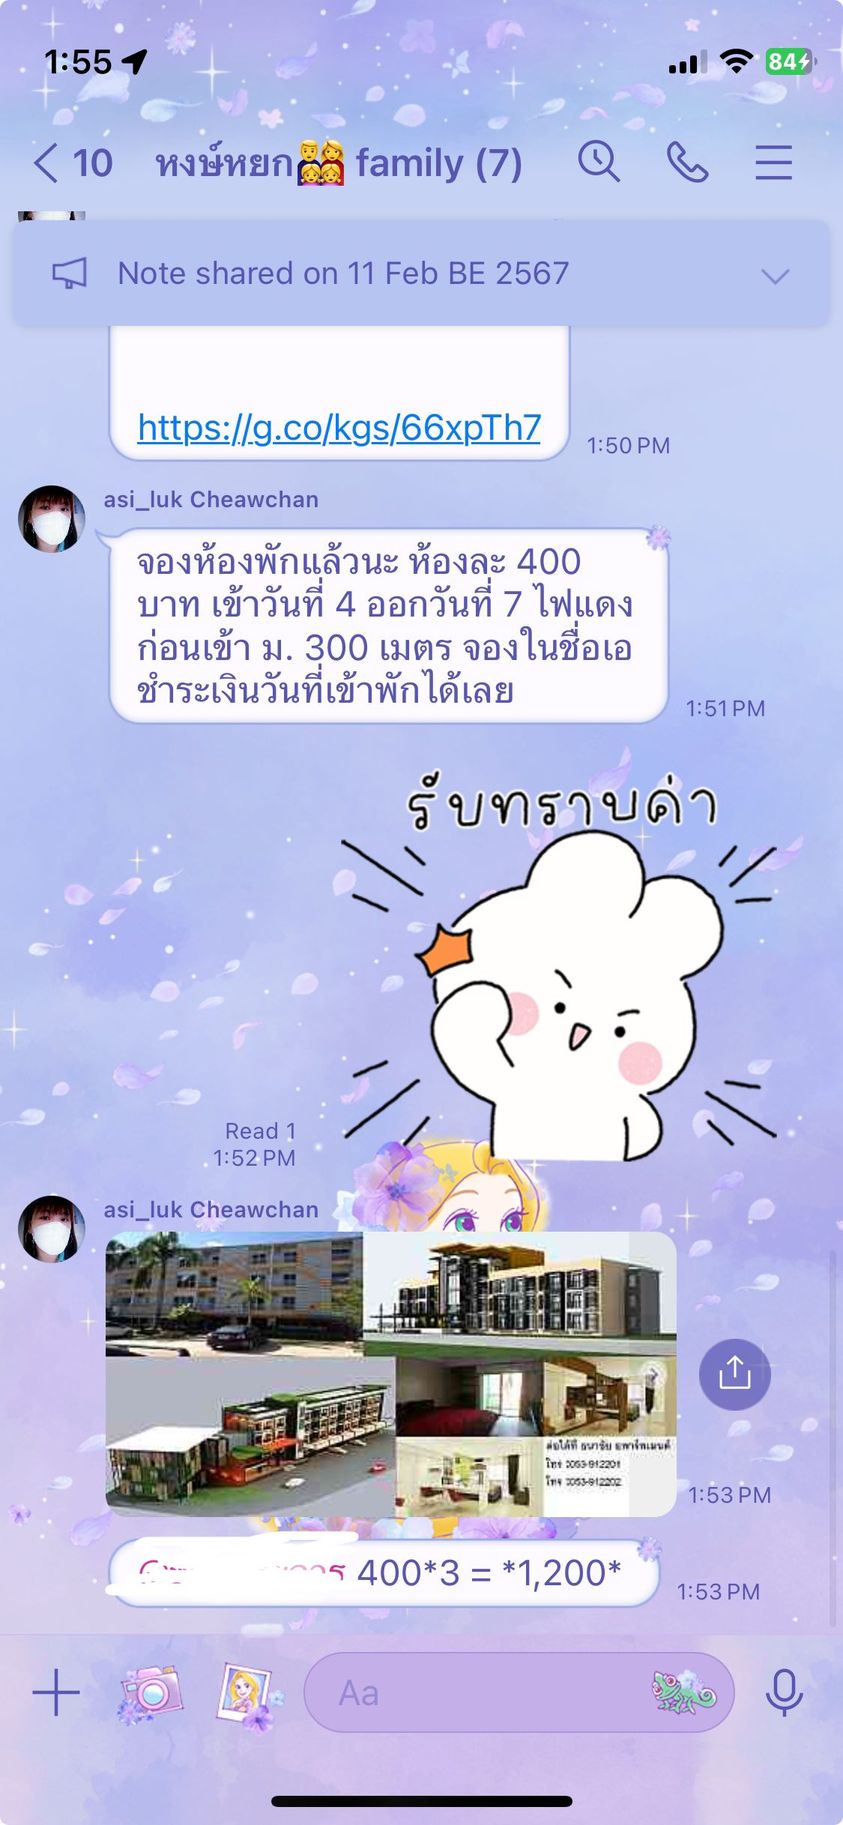 1:55
84
10 หงษ์หยก👨‍👩‍👧‍👧 family (7)
Note shared on 11 Feb BE 2567
https://g.co/kgs/66xpTh7
1:50 PM
asi_luk Cheawchan
จองห้องพักแล้วนะ ห้องละ 400
บาท เข้าวันที่ 4 ออกวันที่ 7 ไฟแดง
ก่อนเข้า ม. 300 เมตร จองในชื่อเอ
ชำระเงินวันที่เข้าพักได้เลย
1:51 PM
รับทราบค่า
Read 1
1:52 PM
asi_luk Cheawchan
ต่อได้ที่ ธนาชัย อพาร์ทเมนต์
โทร 0053-912201
โทร 0053-912202
1:53 PM
400*3 = *1,200*
1:53 PM
Aa